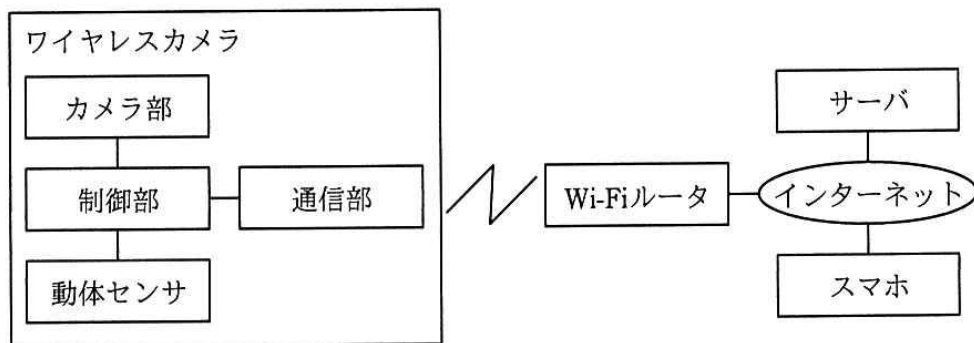 ワイヤレスカメラ
カメラ部
制御部
通信部
動体センサ
Wi-Fiルータ
サーバ
インターネット
スマホ